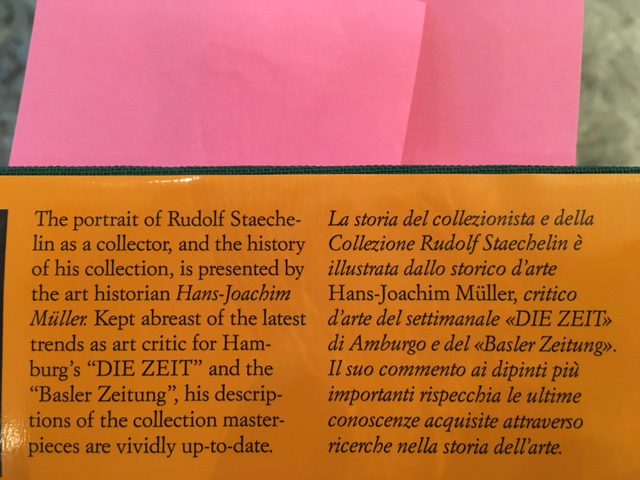 The portrait of Rudolf Staeche-
lin as a collector, and the history
of his collection, is presented by
the art historian Hans-Joachim
Müller. Kept abreast of the latest
trends as art critic for Ham-
burg's “DIE ZEIT” and the
“Basler Zeitung”, his descrip-
tions of the collection master-
pieces are vividly up-to-date.
La storia del collezionista e della
Collezione Rudolf Staechelin è
illustrata dallo storico d'arte
Hans-Joachim Müller, critico
d'arte del settimanale «DIE ZEIT»
di Amburgo e del «Basler Zeitung».
Il suo commento ai dipinti più
importanti rispecchia le ultime
conoscenze acquisite attraverso
ricerche nella storia dell'arte.